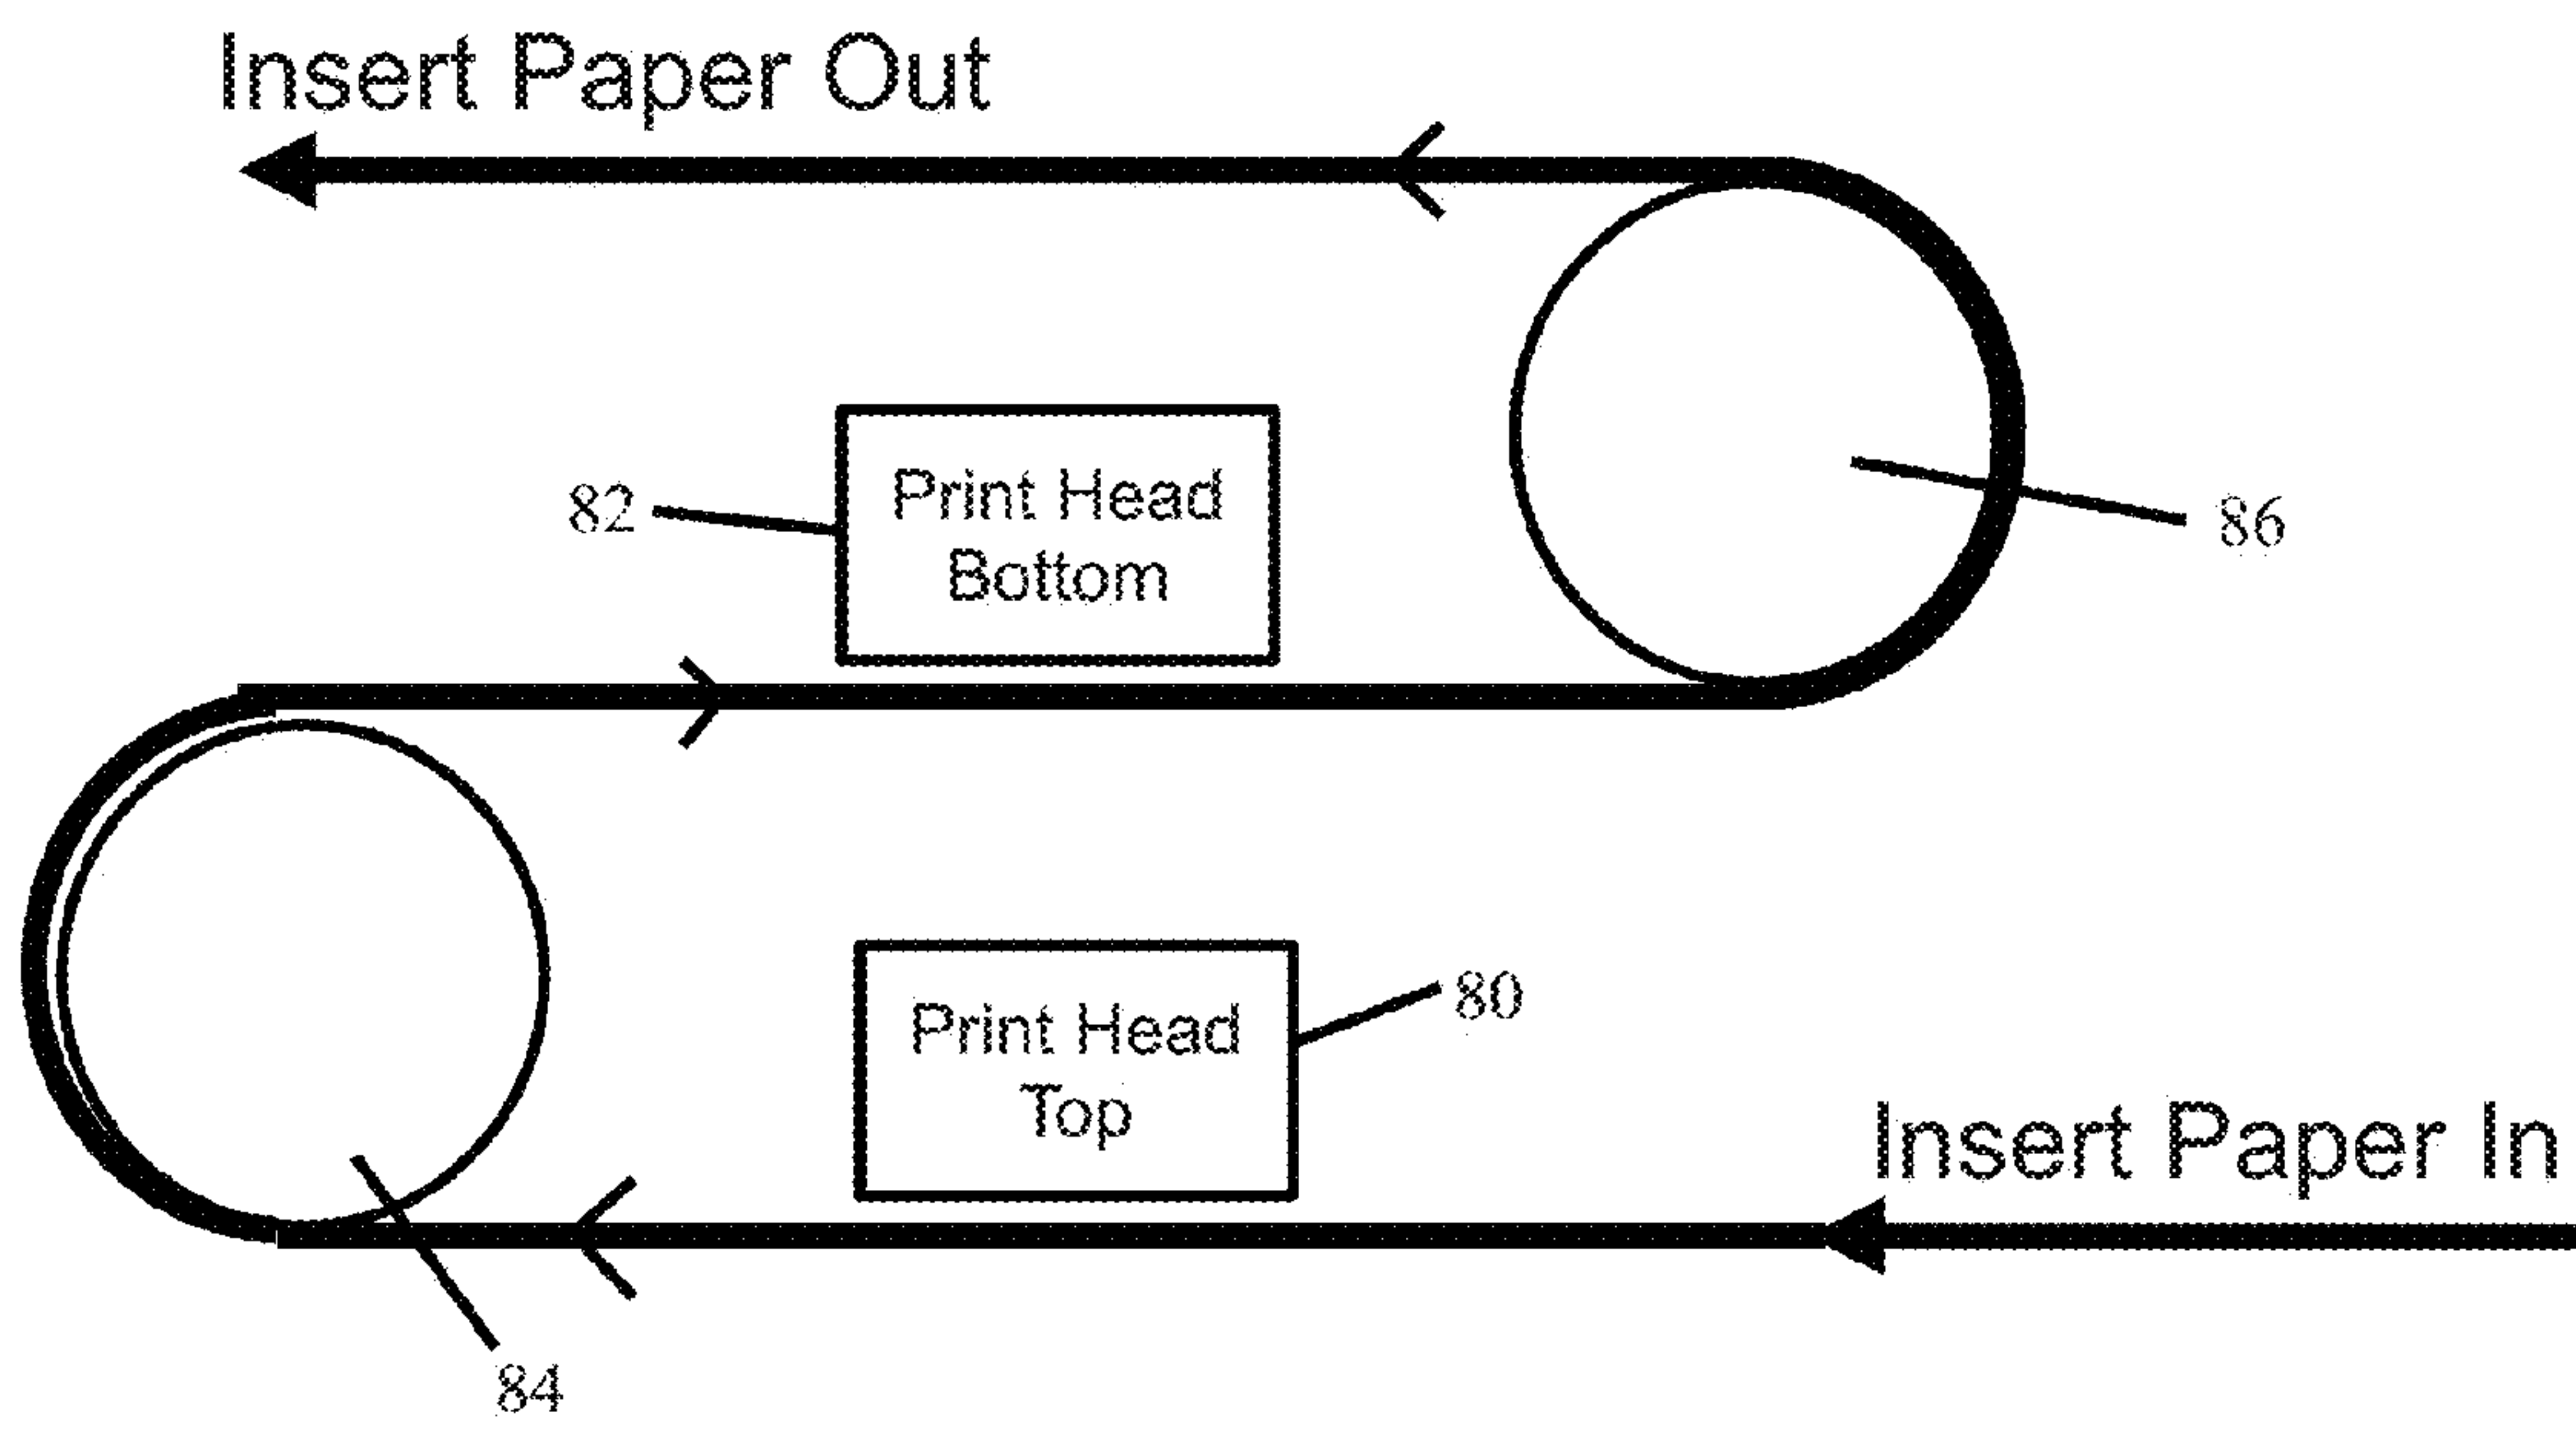 Insert Paper Out
82
Print Head
Bottom
86
Print Head
Top
80
Insert Paper In
84